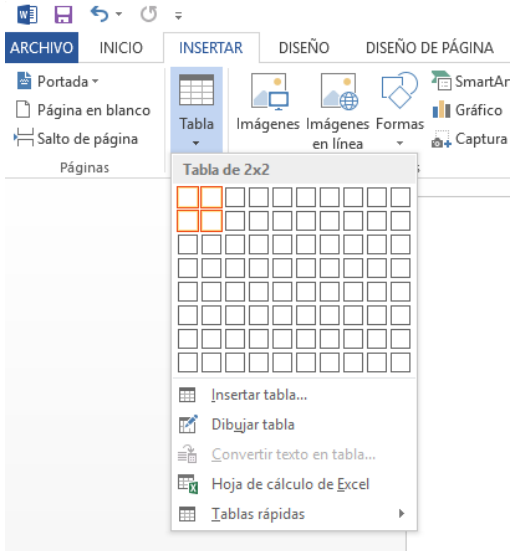 ARCHIVO INICIO INSERTAR DISEÑO DISEÑO DE PÁGINA
Portada
Página en blanco
Salto de página
Páginas
Tabla
Imágenes
Imágenes
en línea
Formas
SmartAr
Gráfico
Captura
Tabla de 2x2
Insertar tabla...
Dibujar tabla
Convertir texto en tabla...
Hoja de cálculo de Excel
Tablas rápidas